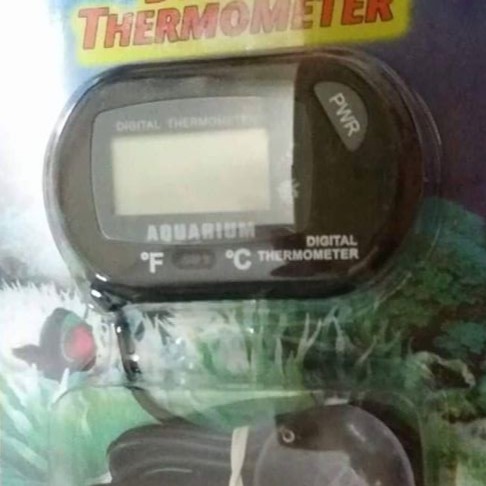 THERMOMETER
PWR
DIGITAL THERMOMETER
AQUARIUM
°F °C
DIGITAL
THERMOMETER